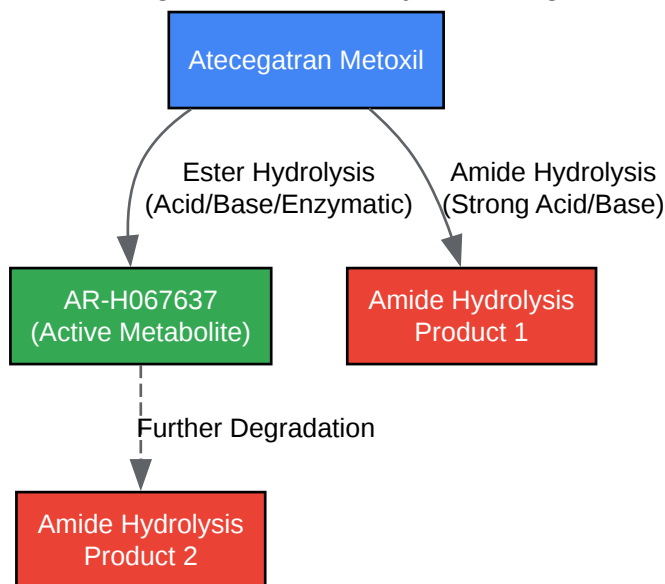 Atecegatran Metoxil
Ester Hydrolysis
(Acid/Base/Enzymatic)
Amide Hydrolysis
(Strong Acid/Base)
AR-H067637
(Active Metabolite)
Amide Hydrolysis
Product 1
Further Degradation
Amide Hydrolysis
Product 2